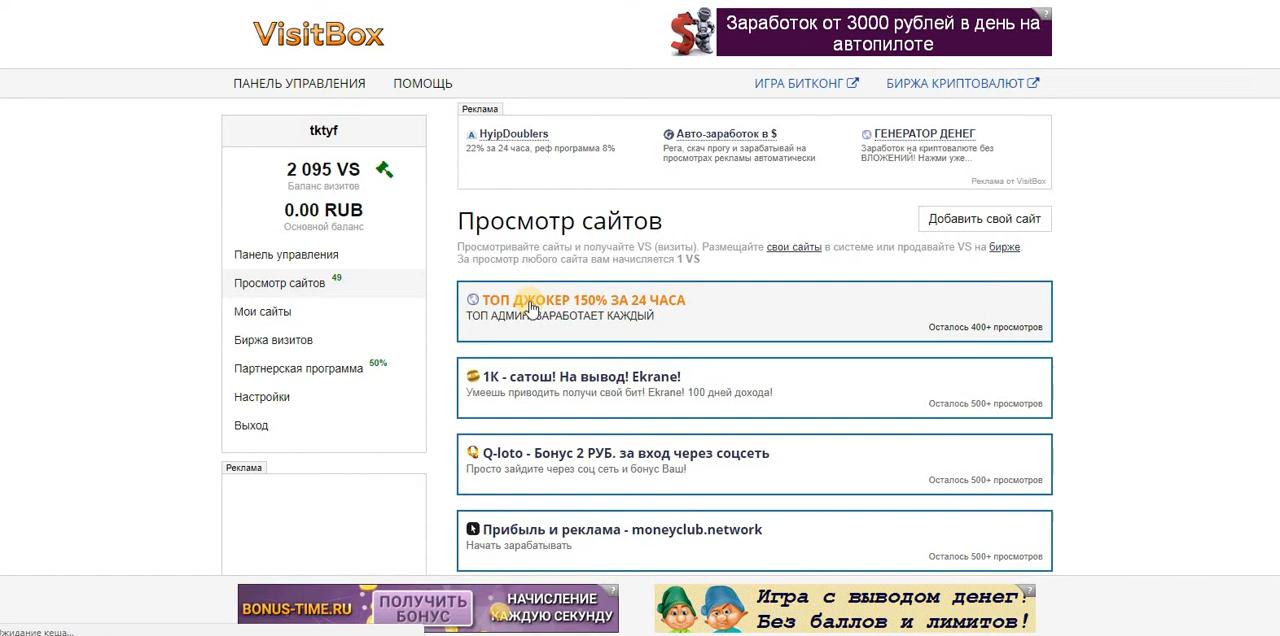 VisitBox
Заработок от 3000 рублей в день на
автопилоте
?
ПАНЕЛЬ УПРАВЛЕНИЯ
ПОМОЩЬ
ИГРА БИТКОНГ
БИРЖА КРИПТОВАЛЮТ
tktyf
2 095 VS
Баланс визитов
0.00 RUB
Основной баланс
Панель управления
Просмотр сайтов 49
Мои сайты
Биржа визитов
Партнерская программа 50%
Настройки
Выход
Реклама
Реклама
HyipDoublers
22% за 24 часа, реф программа 8%
Авто-заработок в $
Рега, скач прогу и зарабатывай на
просмотрах рекламы автоматически
ГЕНЕРАТОР ДЕНЕГ
Заработок на криптовалюте без
ВЛОЖЕНИЙ! Нажми уже...
Реклама от VisitBox
Просмотр сайтов
Добавить свой сайт
Просматривайте сайты и получайте VS (визиты). Размещайте свои сайты в системе или продавайте VS на бирже.
За просмотр любого сайта вам начисляется 1 VS
ТОП ДЖОКЕР 150% ЗА 24 ЧАСА
ТОП АДМИН ЗАРАБОТАЕТ КАЖДЫЙ
Осталось 400+ просмотров
1К - сатош! На вывод! Ekrane!
Умеешь приводить получи свой бит! Ekrane! 100 дней дохода!
Осталось 500+ просмотров
Q-loto - Бонус 2 РУБ. за вход через соцсеть
Просто зайдите через соц сеть и бонус Ваш!
Осталось 500+ просмотров
Прибыль и реклама - moneyclub.network
Начать зарабатывать
Осталось 500+ просмотров
BONUS-TIME.RU
ПОЛУЧИТЬ
БОНУС
НАЧИСЛЕНИЕ
КАЖДУЮ СЕКУНДУ
?
Игра с выводом денег!
Без баллов и лимитов!
?
Ожидание кеша...